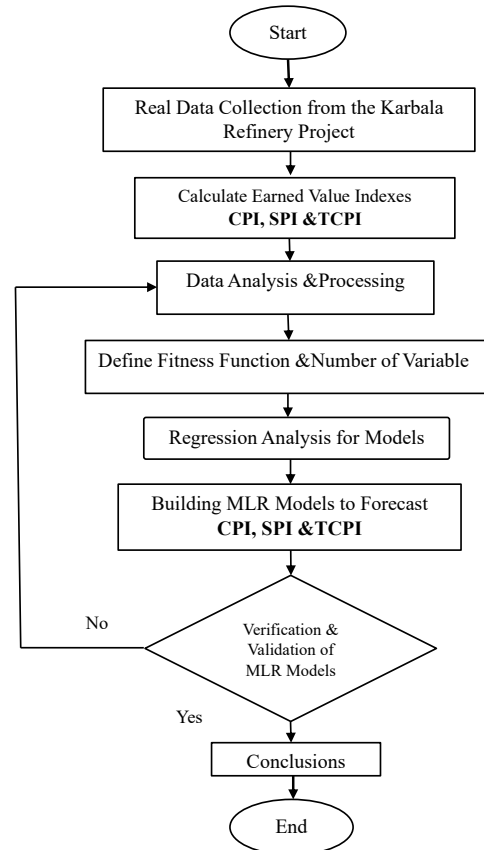 Start
Real Data Collection from the Karbala
Refinery Project
Calculate Earned Value Indexes
CPI, SPI &TCPI
Data Analysis &Processing
Define Fitness Function &Number of Variable
Regression Analysis for Models
Building MLR Models to Forecast
CPI, SPI &TCPI
No
Verification &
Validation of
MLR Models
Yes
Conclusions
End